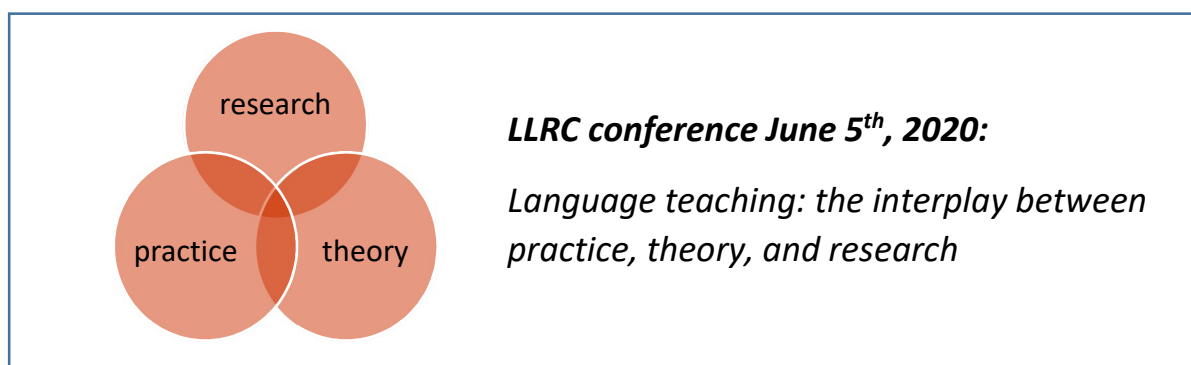 research
practice
theory
LLRC conference June 5th, 2020:
Language teaching: the interplay between
practice, theory, and research